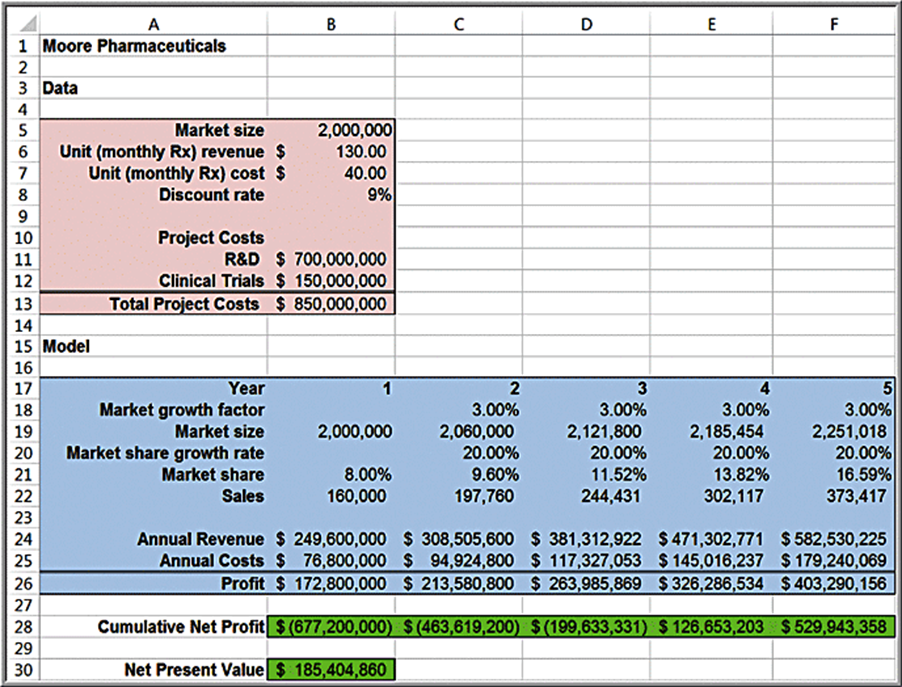 A B C D E F
1 Moore Pharmaceuticals
2
3 Data
4
5 Market size 2,000,000
6 Unit (monthly Rx) revenue $ 130.00
7 Unit (monthly Rx) cost $ 40.00
8 Discount rate 9%
9
10 Project Costs
11 R&D $ 700,000,000
12 Clinical Trials $ 150,000,000
13 Total Project Costs $ 850,000,000
14
15 Model
16
17 Year 1 2 3 4 5
18 Market growth factor 3.00% 3.00% 3.00% 3.00%
19 Market size 2,000,000 2,060,000 2,121,800 2,185,454 2,251,018
20 Market share growth rate 20.00% 20.00% 20.00% 20.00%
21 Market share 8.00% 9.60% 11.52% 13.82% 16.59%
22 Sales 160,000 197,760 244,431 302,117 373,417
23
24 Annual Revenue $ 249,600,000 $ 308,505,600 $ 381,312,922 $ 471,302,771 $ 582,530,225
25 Annual Costs $ 76,800,000 $ 94,924,800 $ 117,327,053 $ 145,016,237 $ 179,240,069
26 Profit $ 172,800,000 $ 213,580,800 $ 263,985,869 $ 326,286,534 $ 403,290,156
27
28 Cumulative Net Profit $ (677,200,000) $ (463,619,200) $ (199,633,331) $ 126,653,203 $ 529,943,358
29
30 Net Present Value $ 185,404,860